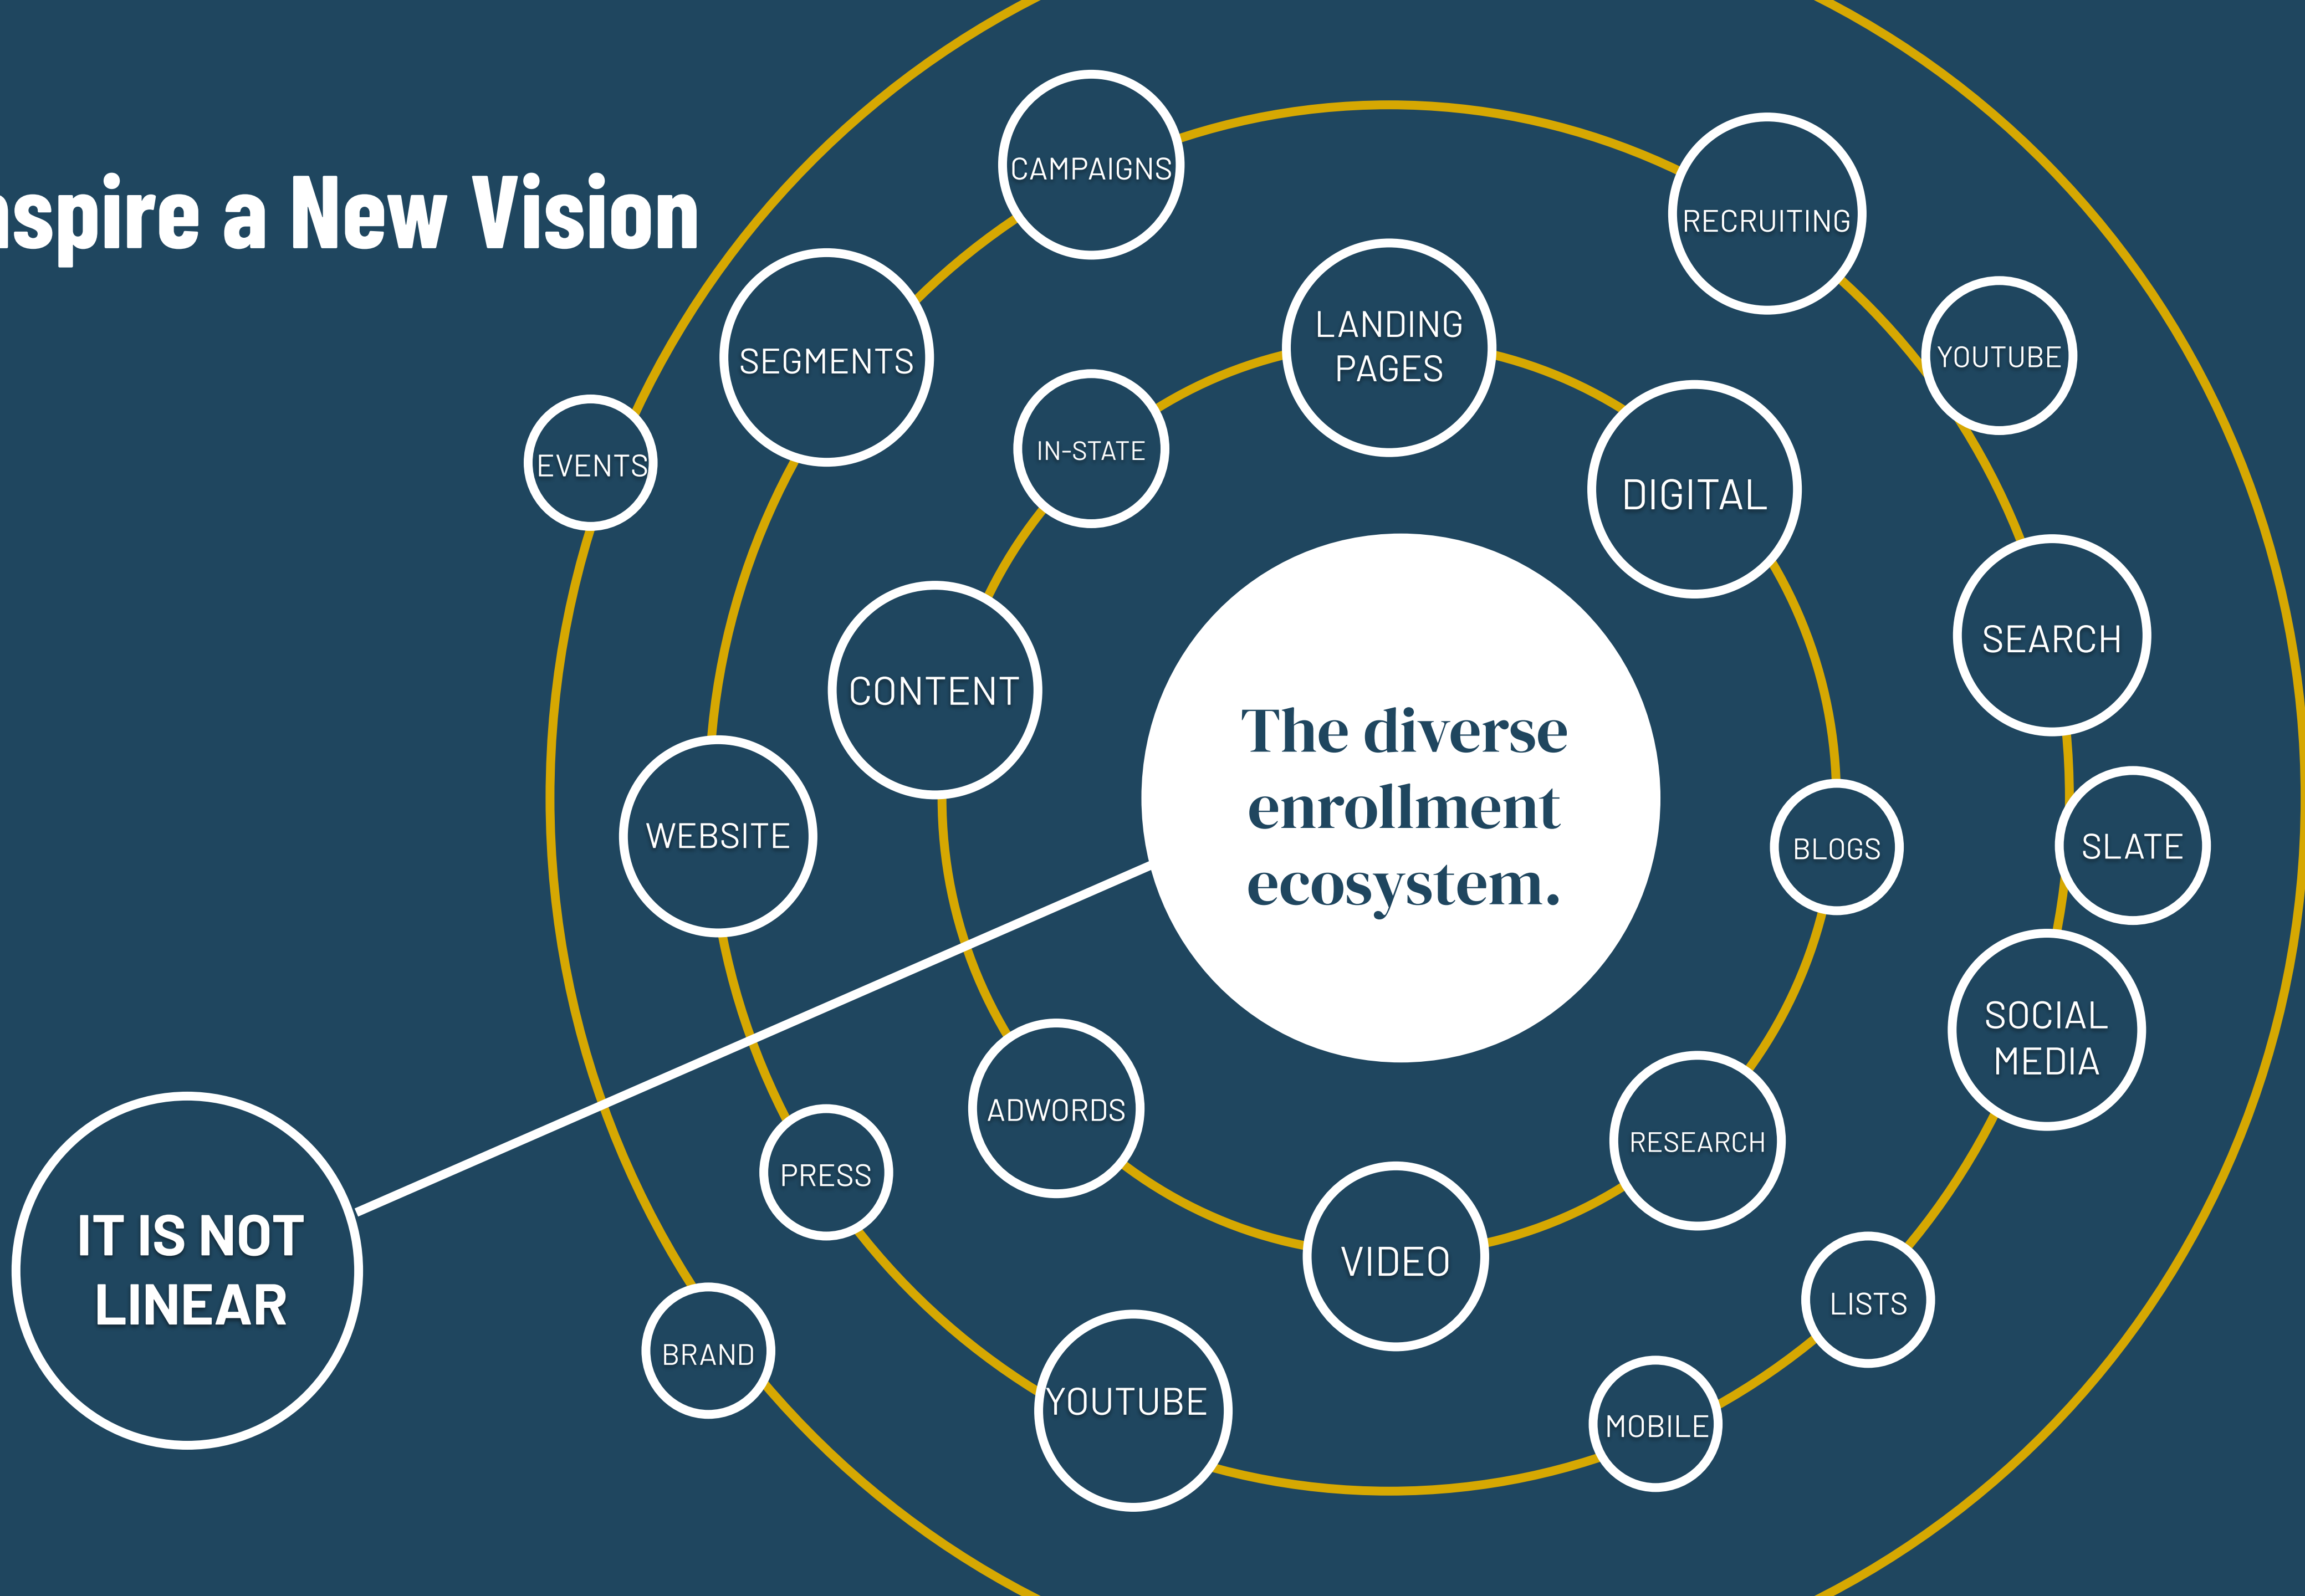 nspire a New Vision
CAMPAIGNS
RECRUITING
YOUTUBE
SEGMENTS
LANDING
PAGES
EVENTS
IN-STATE
DIGITAL
SEARCH
CONTENT
The diverse
enrollment
ecosystem.
WEBSITE
BLOGS
SLATE
SOCIAL
MEDIA
ADWORDS
RESEARCH
PRESS
IT IS NOT
LINEAR
VIDEO
LISTS
BRAND
YOUTUBE
MOBILE